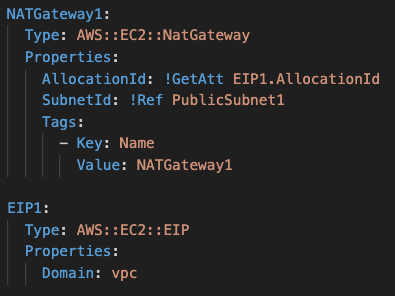 NATGateway1:
  Type: AWS::EC2::NatGateway
  Properties:
    AllocationId: !GetAtt EIP1.AllocationId
    SubnetId: !Ref PublicSubnet1
    Tags:
      - Key: Name
        Value: NATGateway1
EIP1:
  Type: AWS::EC2::EIP
  Properties:
    Domain: vpc